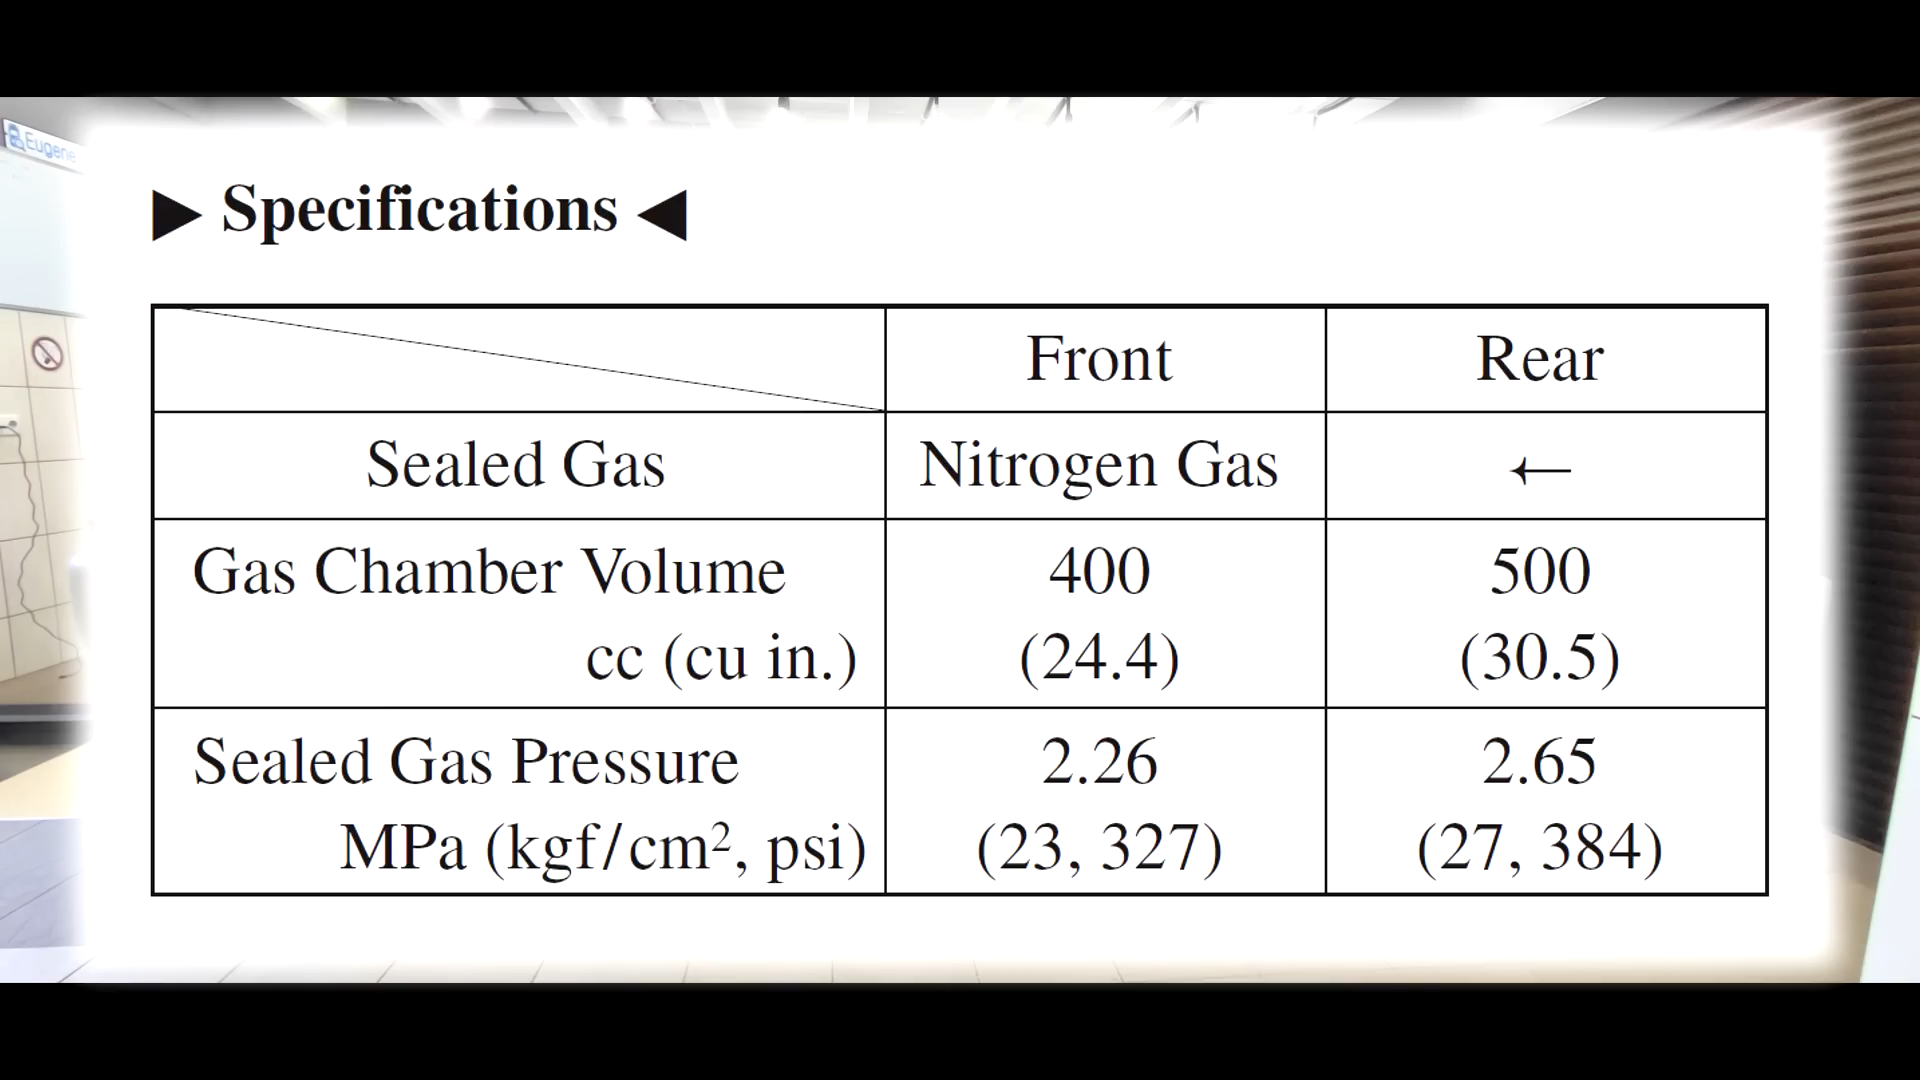 Eugene
▶ Specifications ◀
Front Rear
Sealed Gas Nitrogen Gas ←
Gas Chamber Volume 400 500
cc (cu in.) (24.4) (30.5)
Sealed Gas Pressure 2.26 2.65
MPa (kgf/cm², psi) (23, 327) (27, 384)